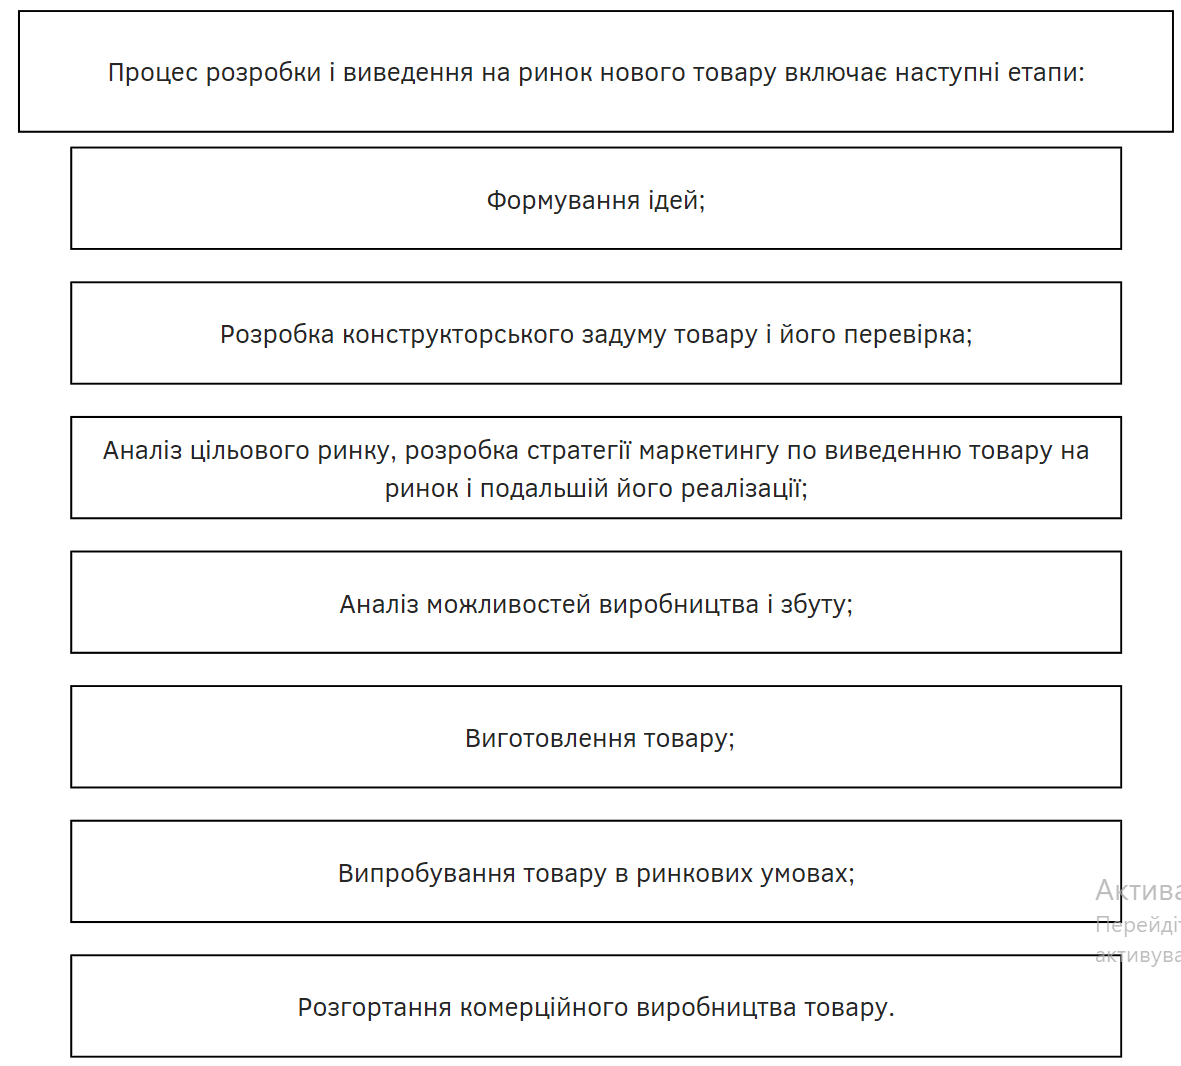 Процес розробки і виведення на ринок нового товару включає наступні етапи:
Формування ідей;
Розробка конструкторського задуму товару і його перевірка;
Аналіз цільового ринку, розробка стратегії маркетингу по виведенню товару на
ринок і подальшій його реалізації;
Аналіз можливостей виробництва і збуту;
Виготовлення товару;
Випробування товару в ринкових умовах;
Розгортання комерційного виробництва товару.